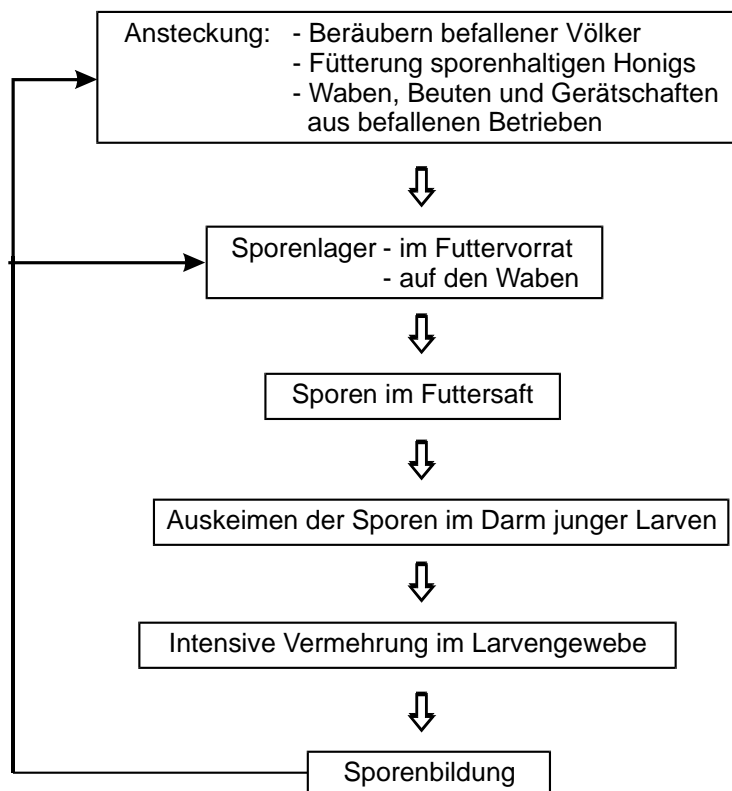 Ansteckung: - Beräubern befallener Völker
- Fütterung sporenhaltigen Honigs
- Waben, Beuten und Gerätschaften
aus befallenen Betrieben
Sporenlager - im Futtervorrat
- auf den Waben
Sporen im Futtersaft
Auskeimen der Sporen im Darm junger Larven
Intensive Vermehrung im Larvengewebe
Sporenbildung